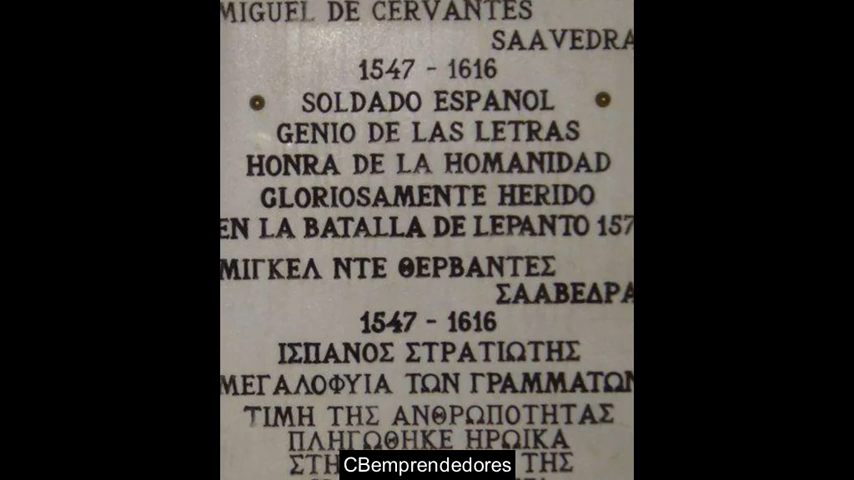 MIGUEL DE CERVANTES
SAAVEDRA
1547 - 1616
SOLDADO ESPANOL
GENIO DE LAS LETRAS
HONRA DE LA HOMANIDAD
GLORIOSAMENTE HERIDO
EN LA BATALLA DE LEPANTO 157
ΜΙΓΚΕΛ ΝΤΕ ΘΕΡΒΑΝΤΕΣ
ΣΑΑΒΕΔΡΑ
1547 - 1616
ΙΣΠΑΝΟΣ ΣΤΡΑΤΙΩΤΗΣ
ΜΕΓΑΛΟΦΥΙΑ ΤΩΝ ΓΡΑΜΜΑΤΩΝ
ΤΙΜΗ ΤΗΣ ΑΝΘΡΩΠΟΤΗΤΑΣ
ΠΛΗΓΩΘΗΚΕ ΗΡΩΙΚΑ
ΣΤΗ ΤΗΣ
CBemprendedores